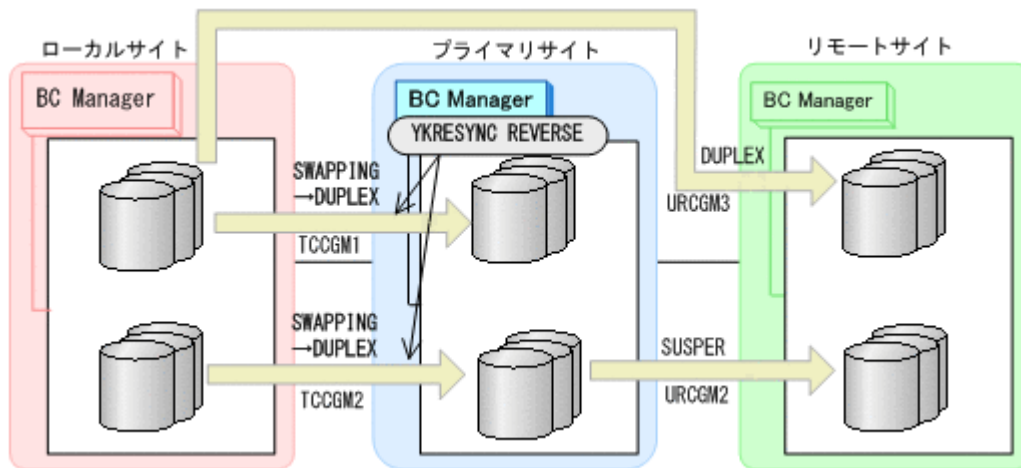 ローカルサイト
プライマリサイト
リモートサイト
BC Manager
BC Manager
BC Manager
YKRESYNC REVERSE
SWAPPING
→DUPLEX
TCCGM1
DUPLEX
URCGM3
SWAPPING
→DUPLEX
TCCGM2
SUSPER
URCGM2